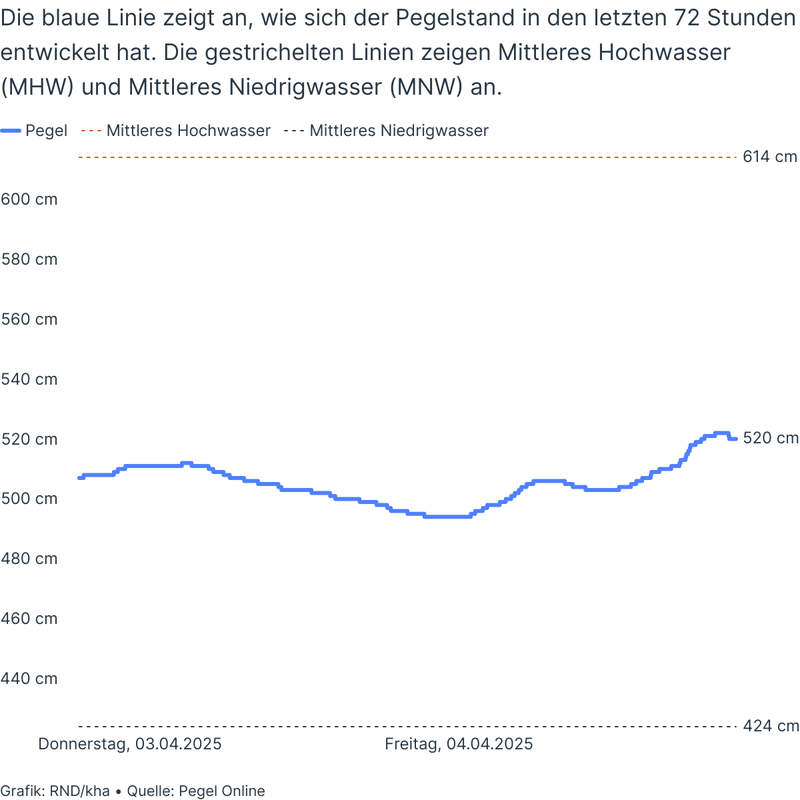 Die blaue Linie zeigt an, wie sich der Pegelstand in den letzten 72 Stunden
entwickelt hat. Die gestrichelten Linien zeigen Mittleres Hochwasser
(MHW) und Mittleres Niedrigwasser (MNW) an.
Pegel Mittleres Hochwasser Mittleres Niedrigwasser
614 cm
600 cm
580 cm
560 cm
540 cm
520 cm 520 cm
500 cm
480 cm
460 cm
440 cm
424 cm
Donnerstag, 03.04.2025 Freitag, 04.04.2025
Grafik: RND/kha • Quelle: Pegel Online